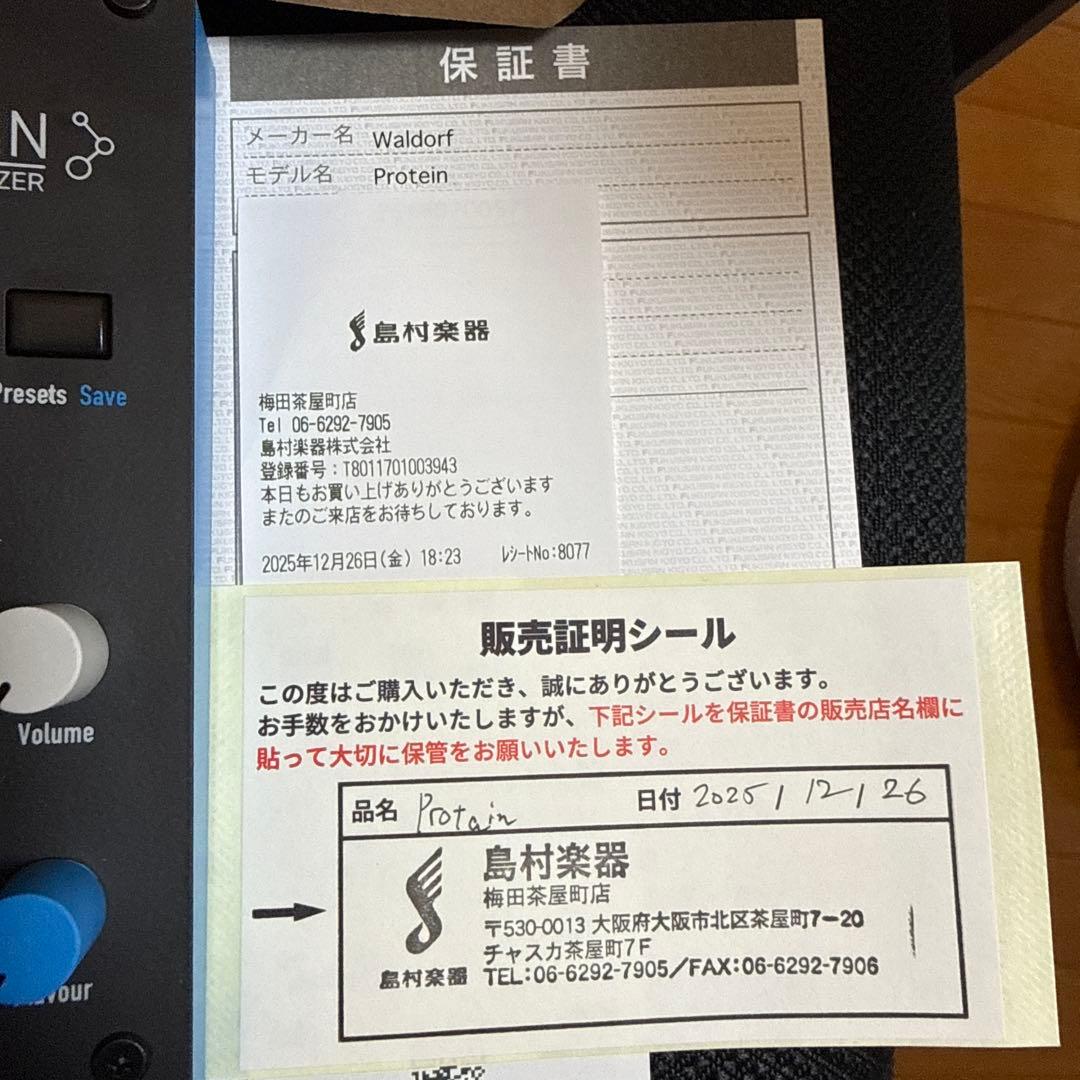 保証書
メーカー名 Waldorf
モデル名 Protein
島村楽器
梅田茶屋町店
Tel 06-6292-7905
島村楽器株式会社
登録番号：T8011701003943
本日もお買い上げありがとうございます
またのご来店をお待ちしております。
2025年12月26日(金) 18:23 ﾚｼｰﾄNo:8077
Presets Save
Volume
販売証明シール
この度はご購入いただき、誠にありがとうございます。
お手数をおかけいたしますが、下記シールを保証書の販売店名欄に
貼って大切に保管をお願いいたします。
品名 Protain 日付 2025/12/26
島村楽器
梅田茶屋町店
〒530-0013 大阪府大阪市北区茶屋町7−20
チャスカ茶屋町7F
島村楽器 TEL:06-6292-7905／FAX:06-6292-7906